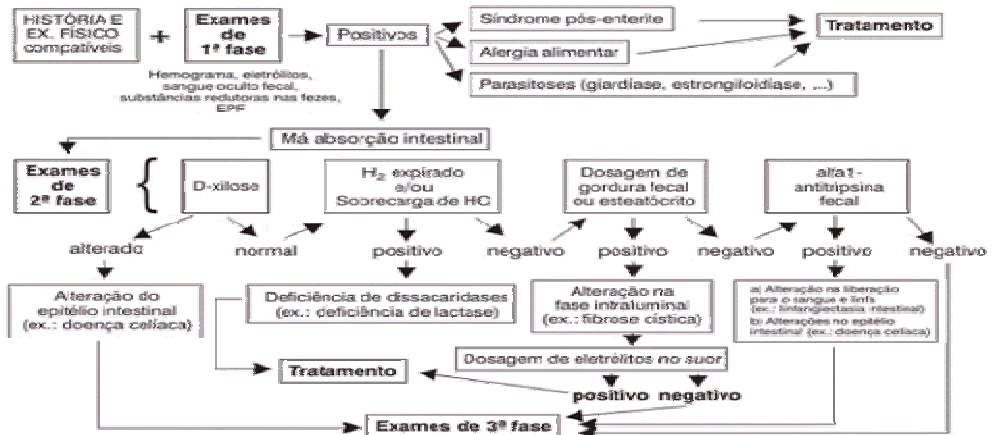 HISTÓRIA E
EX. FÍSICO
compatíveis
+
Exames
de
1ª fase
Positivos
Síndrome pós-enterite
Alergia alimentar
Parasitoses (giardíase, estrongiloidíase, ...)
Tratamento
Hemograma, eletrólitos,
sangue oculto fecal,
substâncias redutoras nas fezes,
EPF
Má absorção intestinal
Exames
de
2ª fase
{
D-xilose
H₂ expirado
e/ou
Sobrecarga de HC
Dosagem de
gordura fecal
ou esteatócrito
alfa1-
antitripsina
fecal
alterado
normal
positivo
negativo
positivo
negativo
positivo
negativo
Alteração do
epitélio intestinal
(ex.: doença celíaca)
Deficiência de dissacaridases
(ex.: deficiência de lactase)
Alteração na
fase intraluminal
(ex.: fibrose cística)
a) Alteração na liberação
para o sangue e linfa
(ex.: linfangiectasia intestinal)
b) Alterações no epitélio
intestinal (ex.: doença celíaca)
Dosagem de eletrólitos no suor
Tratamento
positivo negativo
Exames de 3ª fase